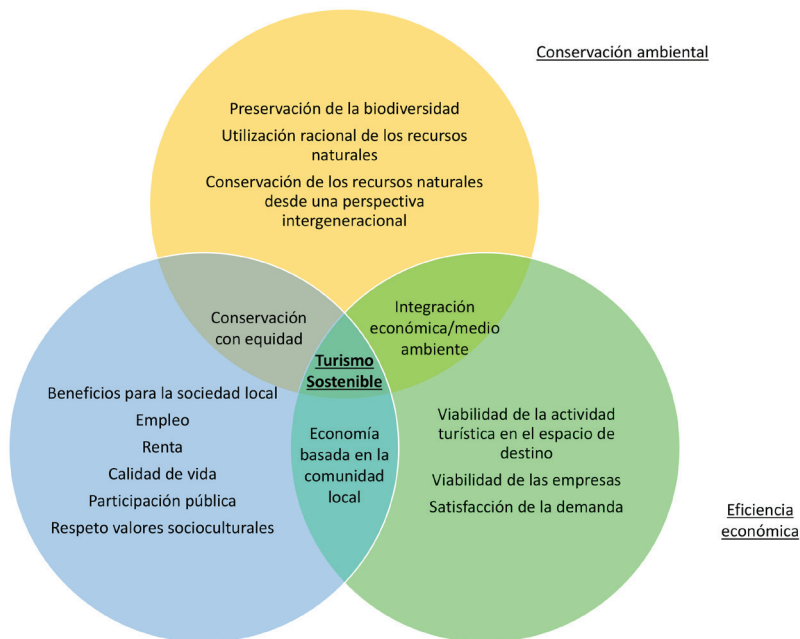 Conservación ambiental
Preservación de la biodiversidad
Utilización racional de los recursos
naturales
Conservación de los recursos naturales
desde una perspectiva
intergeneracional
Conservación
con equidad
Integración
económica/medio
ambiente
Turismo
Sostenible
Beneficios para la sociedad local
Empleo
Renta
Calidad de vida
Participación pública
Respeto valores socioculturales
Economía
basada en la
comunidad
local
Viabilidad de la actividad
turística en el espacio de
destino
Viabilidad de las empresas
Satisfacción de la demanda
Eficiencia
económica